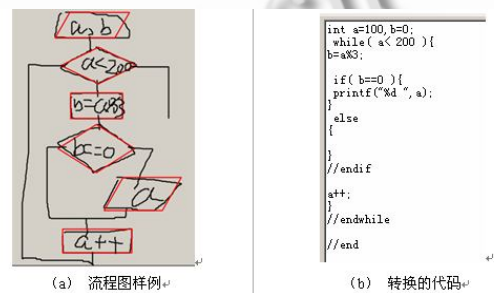 a, b
a<200
b=a%3
b==0
a
a++
(a) 流程图样例
int a=100,b=0;
while( a< 200 ){
b=a%3;
if( b==0 ){
printf("%d ",a);
}
else
{
}
//endif
a++;
}
//endwhile
//end
(b) 转换的代码